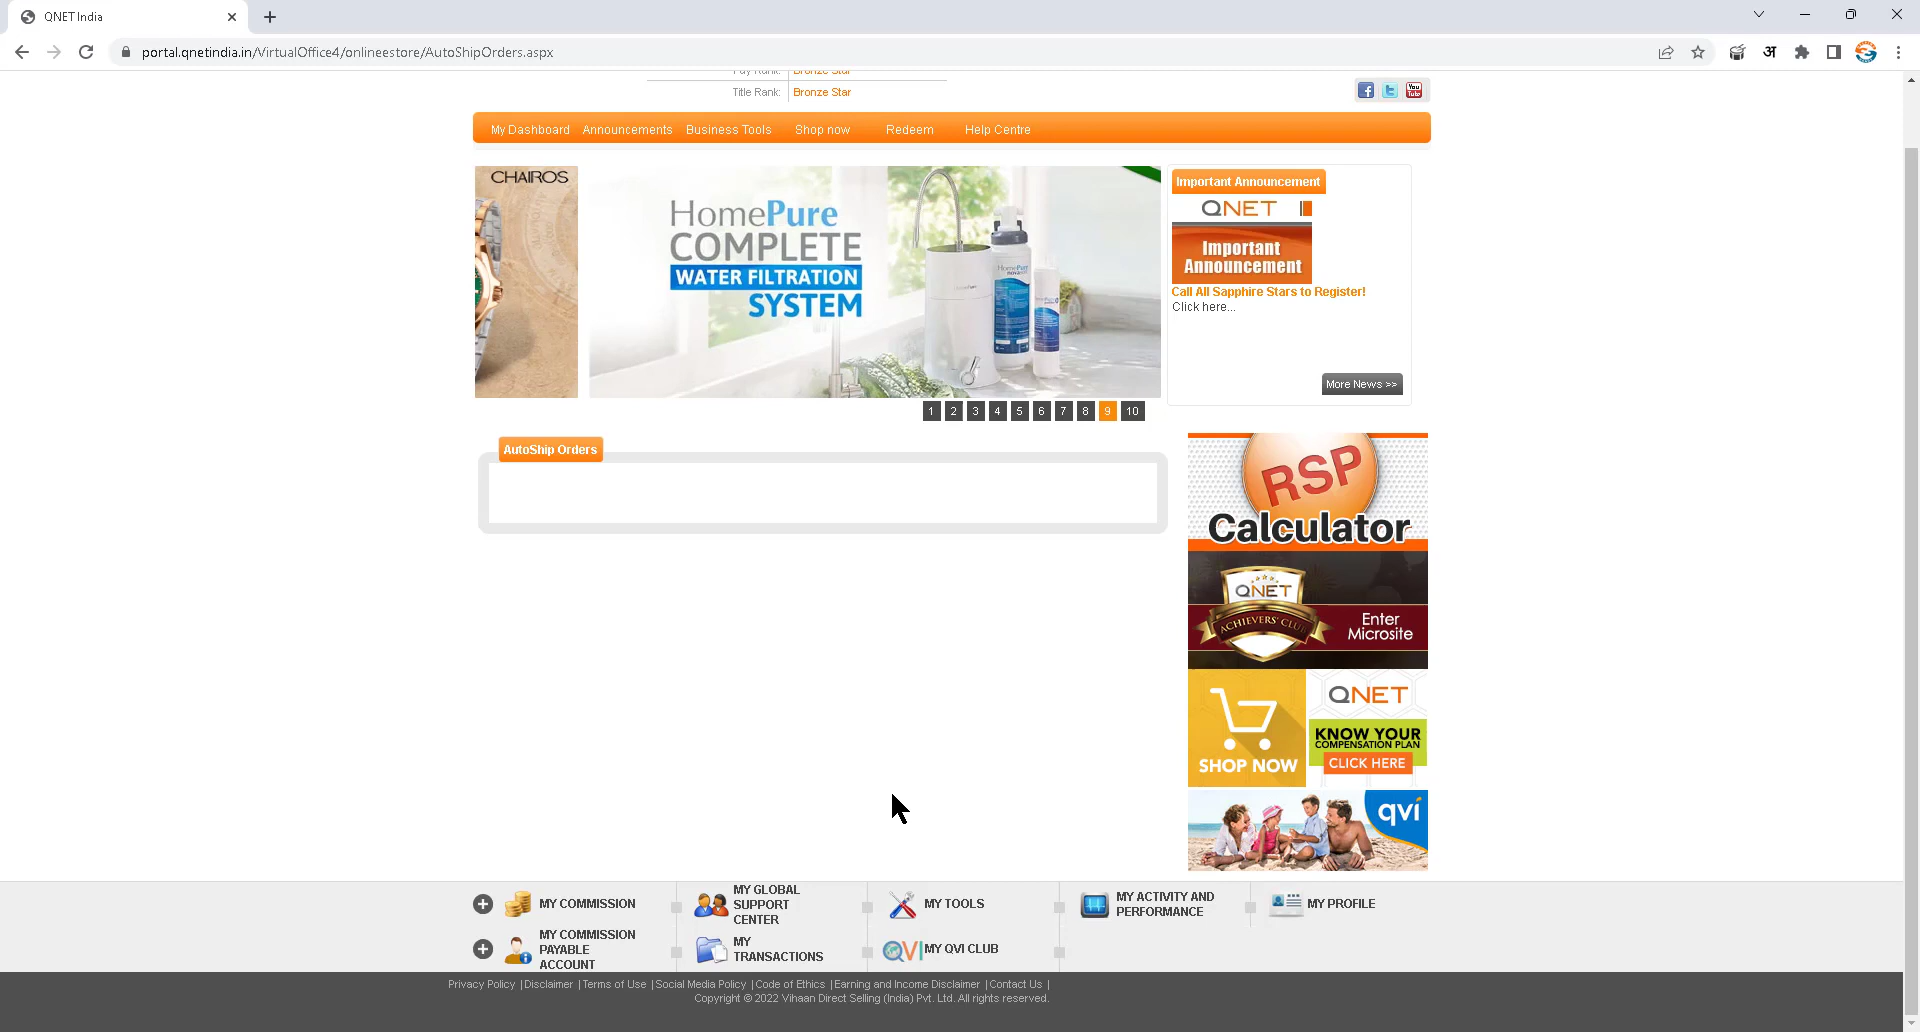 QNET India
portal.qnetindia.in/VirtualOffice4/onlineestore/AutoShipOrders.aspx
अ
Pay Rank: Bronze Star
Title Rank: Bronze Star
You
Tube
My Dashboard Announcements Business Tools Shop now Redeem Help Centre
CHAIROS
HomePure
COMPLETE
WATER FILTRATION
SYSTEM
HomePure
1 2 3 4 5 6 7 8 9 10
Important Announcement
QNET
Important
Announcement
Call All Sapphire Stars to Register!
Click here...
More News >>
AutoShip Orders
RSP
Calculator
QNET
ACHIEVERS' CLUB
Enter
Microsite
SHOP NOW
QNET
KNOW YOUR
COMPENSATION PLAN
CLICK HERE
qvi
MY COMMISSION
MY GLOBAL
SUPPORT
CENTER
MY TOOLS
MY ACTIVITY AND
PERFORMANCE
MY PROFILE
MY COMMISSION
PAYABLE
ACCOUNT
MY
TRANSACTIONS
QVI MY QVI CLUB
Privacy Policy |Disclaimer |Terms of Use |Social Media Policy |Code of Ethics |Earning and Income Disclaimer |Contact Us |
Copyright © 2022 Vihaan Direct Selling (India) Pvt. Ltd. All rights reserved.